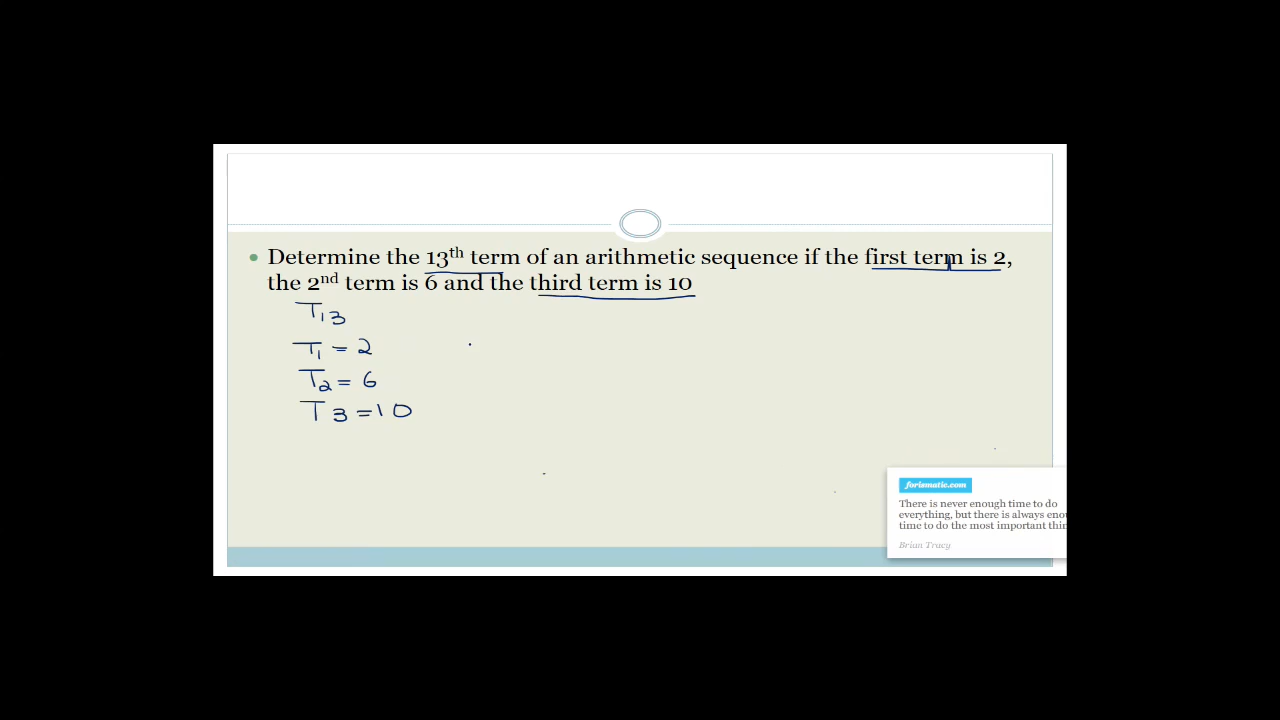 Determine the 13th term of an arithmetic sequence if the first term is 2,
the 2nd term is 6 and the third term is 10
T13
T1 = 2
T2 = 6
T3 = 10
forismatic.com
There is never enough time to do
everything, but there is always enou
time to do the most important thin
Brian Tracy